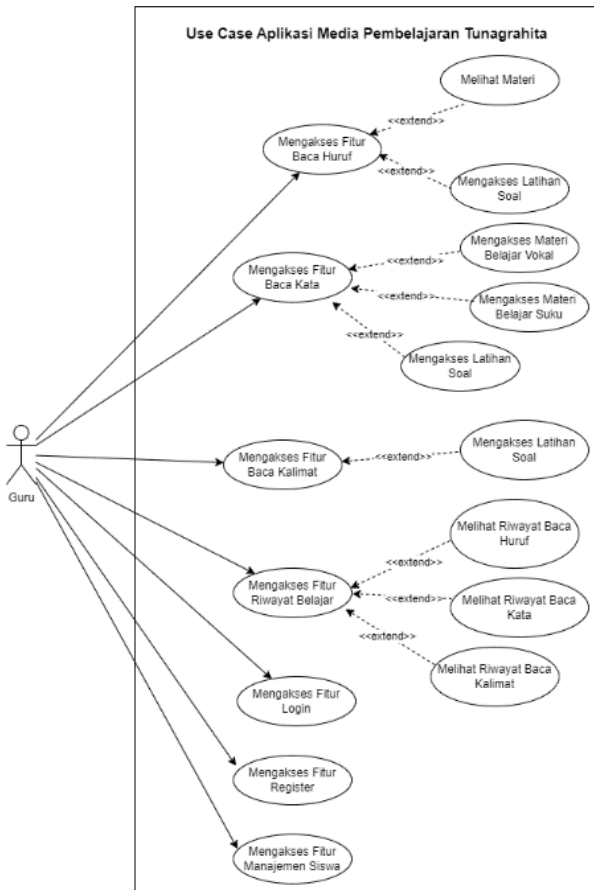 Use Case Aplikasi Media Pembelajaran Tunagrahita
Melihat Materi
<<extend>>
Mengakses Fitur
Baca Huruf
<<extend>>
Mengakses Latihan
Soal
Mengakses Materi
Belajar Vokal
<<extend>>
Mengakses Fitur
Baca Kata
<<extend>>
Mengakses Materi
Belajar Suku
<<extend>>
Mengakses Latihan
Soal
Mengakses Fitur
Baca Kalimat
<<extend>>
Mengakses Latihan
Soal
Guru
Melihat Riwayat Baca
Huruf
<<extend>>
Mengakses Fitur
Riwayat Belajar
<<extend>>
Melihat Riwayat Baca
Kata
<<extend>>
Melihat Riwayat Baca
Kalimat
Mengakses Fitur
Login
Mengakses Fitur
Register
Mengakses Fitur
Manajemen Siswa